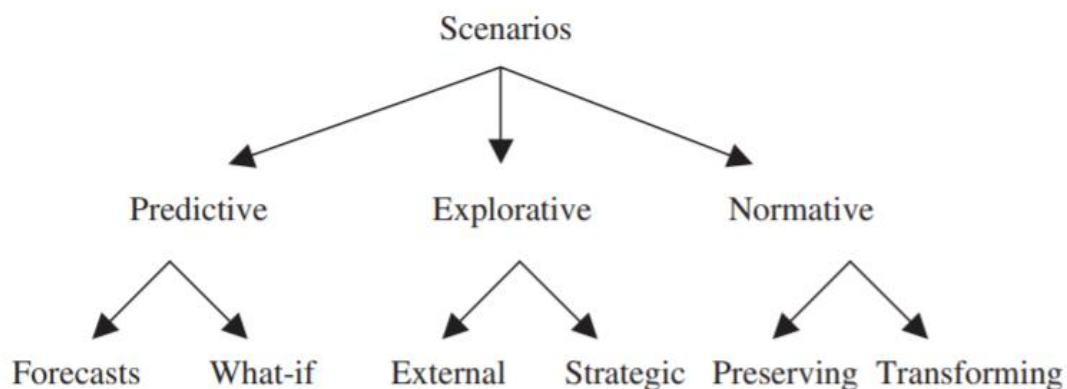 Scenarios
Predictive Explorative Normative
Forecasts What-if External Strategic Preserving Transforming